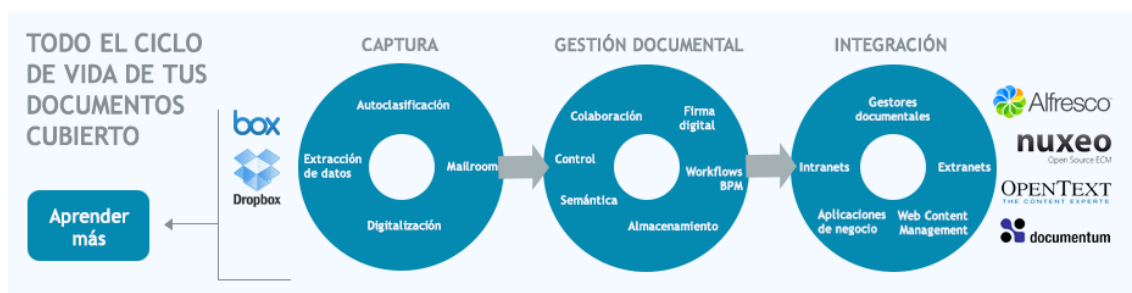 TODO EL CICLO
DE VIDA DE TUS
DOCUMENTOS
CUBIERTO
Aprender
más
box
Dropbox
CAPTURA
Autoclasificación
Extracción
de datos
Mailroom
Digitalización
GESTIÓN DOCUMENTAL
Colaboración
Firma
digital
Control
Workflows
BPM
Semántica
Almacenamiento
INTEGRACIÓN
Gestores
documentales
Intranets
Extranets
Aplicaciones
de negocio
Web Content
Management
Alfresco
nuxeo
Open Source ECM
OPENTEXT
THE CONTENT EXPERTS
documentum